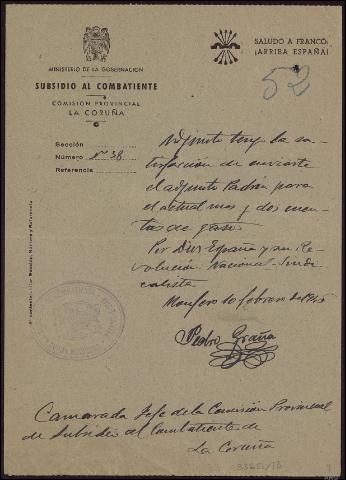 SALUDO A FRANCO:
¡ARRIBA ESPAÑA!
52
MINISTERIO DE LA GOBERNACION
SUBSIDIO AL COMBATIENTE
COMISIÓN PROVINCIAL
LA CORUÑA
Sección
Número Nº 38
Referencia
Adjunto tengo la sa-
tisfacción de enviarte
el adjunto Padrón para
el actual mes y dos cuen-
tas de gastos
Por Dios España y su Re-
volución Nacional-Sindi
calista
Monfero 10 febrero de
Pedro Graña
Camarada Jefe de la Comisión Provincial
de Subsidio al Combatiente de
La Coruña